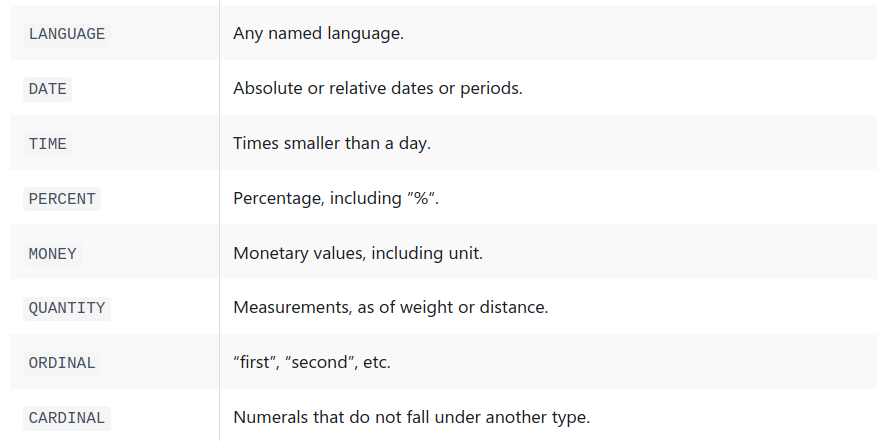 LANGUAGE Any named language.
DATE Absolute or relative dates or periods.
TIME Times smaller than a day.
PERCENT Percentage, including ”%“.
MONEY Monetary values, including unit.
QUANTITY Measurements, as of weight or distance.
ORDINAL “first”, “second”, etc.
CARDINAL Numerals that do not fall under another type.